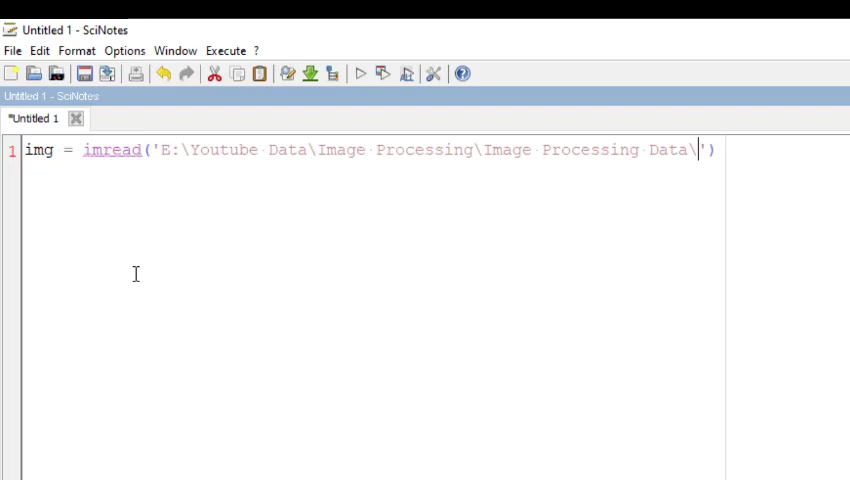 Untitled 1 - SciNotes
File Edit Format Options Window Execute ?
Untitled 1 - SciNotes
*Untitled 1
1 img = imread('E:\Youtube Data\Image Processing\Image Processing Data\')